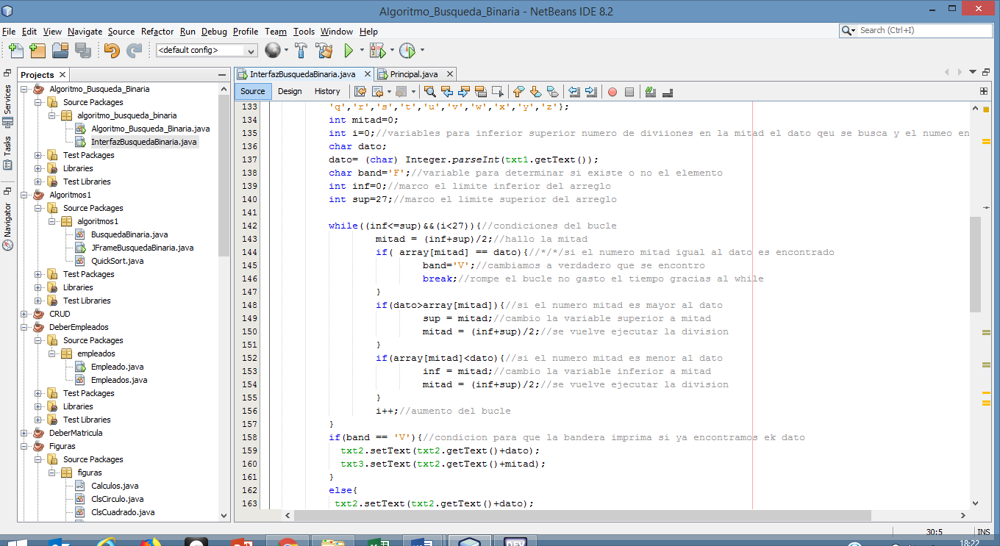 Algoritmo_Busqueda_Binaria - NetBeans IDE 8.2
File Edit View Navigate Source Refactor Run Debug Profile Team Tools Window Help
Search (Ctrl+I)
<default config>
Services
Tasks
Navigator
Projects
Algoritmo_Busqueda_Binaria
Source Packages
algoritmo_busqueda_binaria
Algoritmo_Busqueda_Binaria.java
InterfazBusquedaBinaria.java
Test Packages
Libraries
Test Libraries
Algoritmos1
Source Packages
algoritmos1
BusquedaBinaria.java
JFrameBusquedaBinaria.java
QuickSort.java
Test Packages
Libraries
Test Libraries
CRUD
DeberEmpleados
Source Packages
empleados
Empleado.java
Empleados.java
Test Packages
Libraries
Test Libraries
DeberMatricula
Figuras
Source Packages
figuras
Calculos.java
ClsCirculo.java
ClsCuadrado.java
InterfazBusquedaBinaria.java Principal.java
Source Design History
133 'q','r','s','t','u','v','w','x','y','z'};
134 int mitad=0;
135 int i=0;//variables para inferior superior numero de diviiones en la mitad el dato qeu se busca y el numeo en
136 char dato;
137 dato= (char) Integer.parseInt(txt1.getText());
138 char band='F';//variable para determinar si existe o no el elemento
139 int inf=0;//marco el limite inferior del arreglo
140 int sup=27;//marco el limite superior del arreglo
141
142 while((inf<=sup)&&(i<27)){//condiciones del bucle
143 mitad = (inf+sup)/2;//hallo la mitad
144 if( array[mitad] == dato){//*/*/si el numero mitad igual al dato es encontrado
145 band='V';//cambiamos a verdadero que se encontro
146 break;//rompe el bucle no gasto el tiempo gracias al while
147 }
148 if(dato>array[mitad]){//si el numero mitad es mayor al dato
149 sup = mitad;//cambio la variable superior a mitad
150 mitad = (inf+sup)/2;//se vuelve ejecutar la division
151 }
152 if(array[mitad]<dato){//si el numero mitad es menor al dato
153 inf = mitad;//cambio la variable inferior a mitad
154 mitad = (inf+sup)/2;//se vuelve ejecutar la division
155 }
156 i++;//aumento del bucle
157 }
158 if(band == 'V'){//condicion para que la bandera imprima si ya encontramos ek dato
159 txt2.setText(txt2.getText()+dato);
160 txt3.setText(txt2.getText()+mitad);
161 }
162 else{
163 txt2.setText(txt2.getText()+dato);
30:5 INS
DEV
18:22